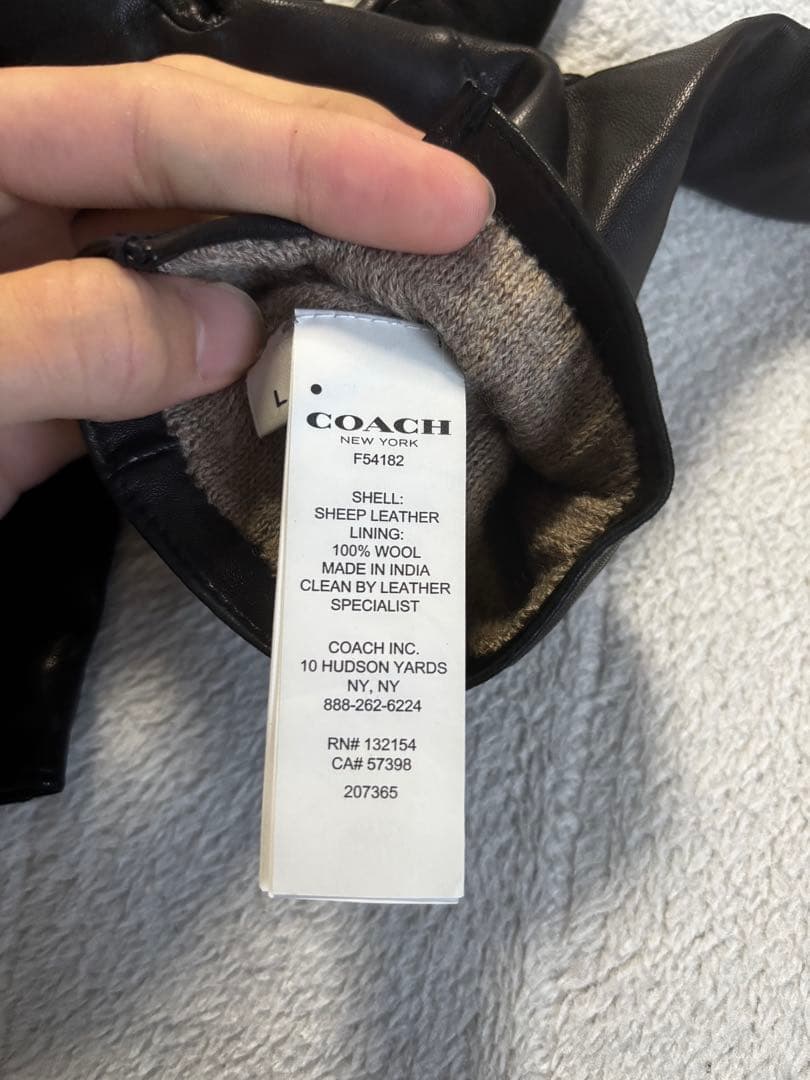 L
COACH
NEW YORK
F54182
SHELL:
SHEEP LEATHER
LINING:
100% WOOL
MADE IN INDIA
CLEAN BY LEATHER
SPECIALIST
COACH INC.
10 HUDSON YARDS
NY, NY
888-262-6224
RN# 132154
CA# 57398
207365